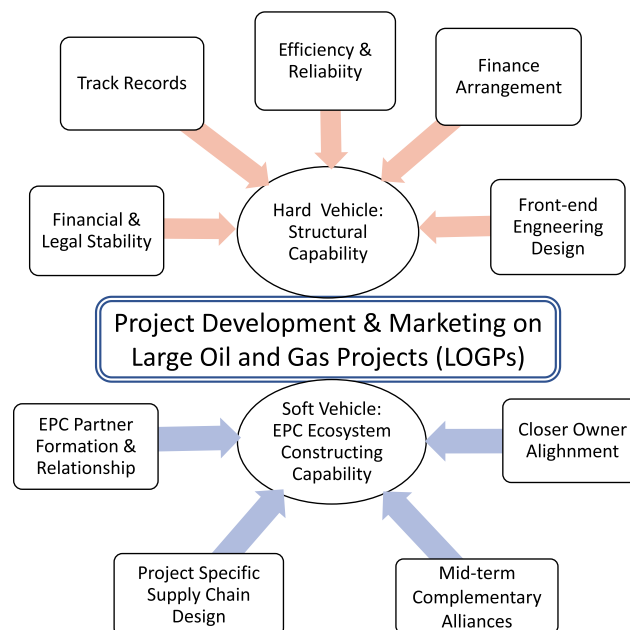 Efficiency &
Reliabiity
Track Records
Finance
Arrangement
Financial &
Legal Stability
Hard Vehicle:
Structural
Capability
Front-end
Engneering
Design
Project Development & Marketing on
Large Oil and Gas Projects (LOGPs)
EPC Partner
Formation &
Relationship
Soft Vehicle:
EPC Ecosystem
Constructing
Capability
Closer Owner
Alighnment
Project Specific
Supply Chain
Design
Mid-term
Complementary
Alliances